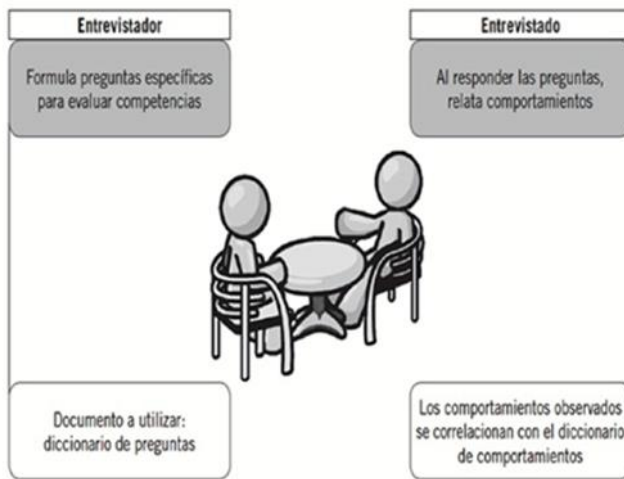 Entrevistador
Formula preguntas específicas
para evaluar competencias
Entrevistado
Al responder las preguntas,
relata comportamientos
Documento a utilizar:
diccionario de preguntas
Los comportamientos observados
se correlacionan con el diccionario
de comportamientos